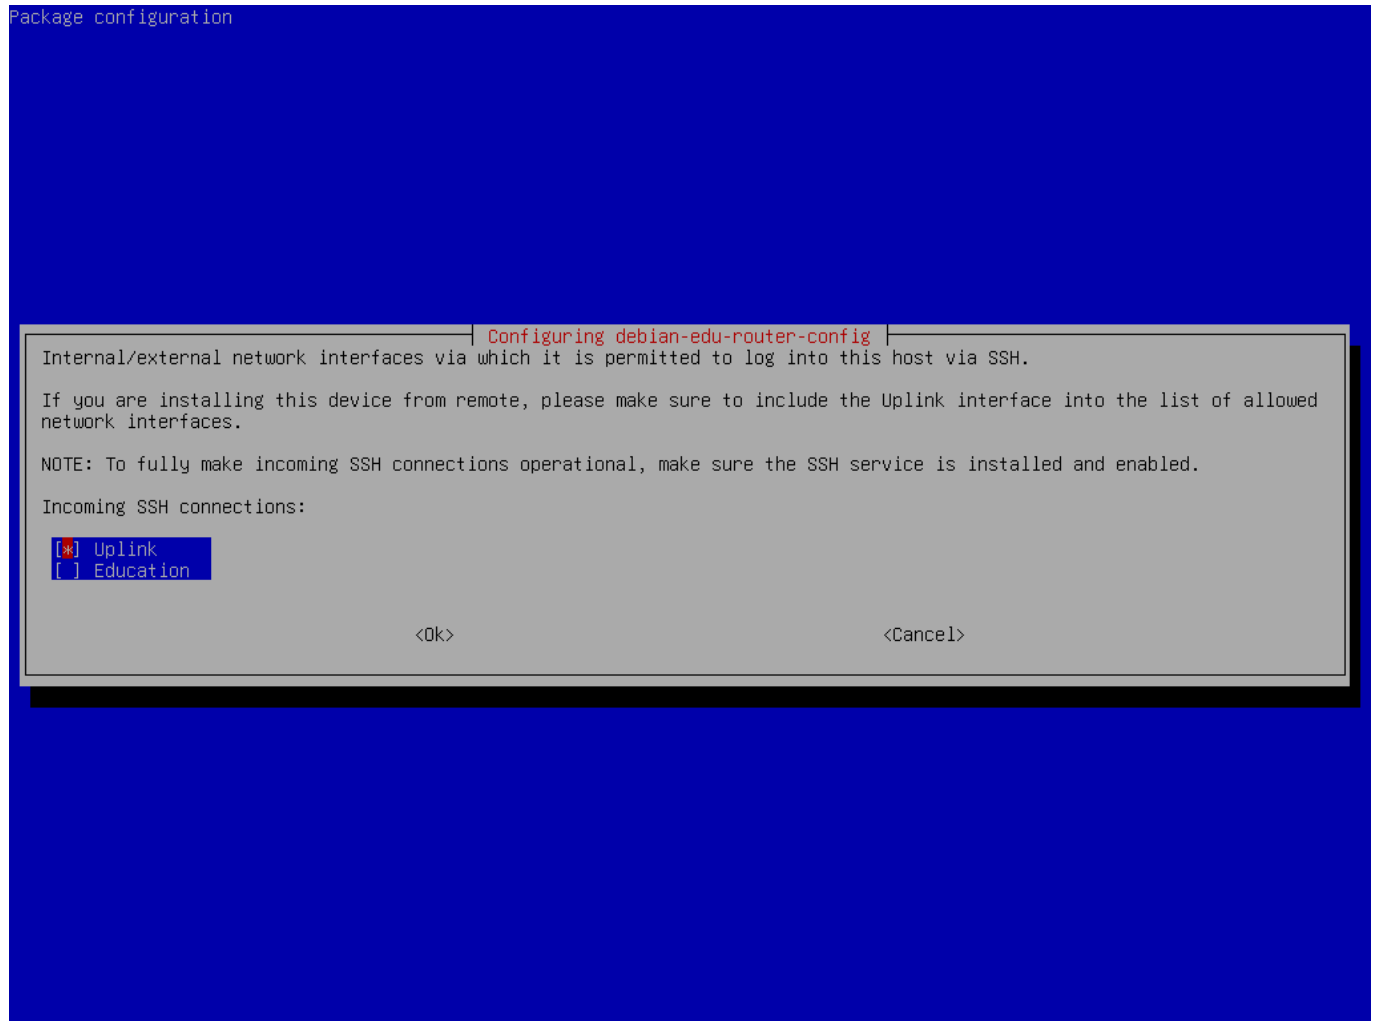 Package configuration
Configuring debian-edu-router-config
Internal/external network interfaces via which it is permitted to log into this host via SSH.
If you are installing this device from remote, please make sure to include the Uplink interface into the list of allowed
network interfaces.
NOTE: To fully make incoming SSH connections operational, make sure the SSH service is installed and enabled.
Incoming SSH connections:
[*] Uplink
[ ] Education
<Ok> <Cancel>